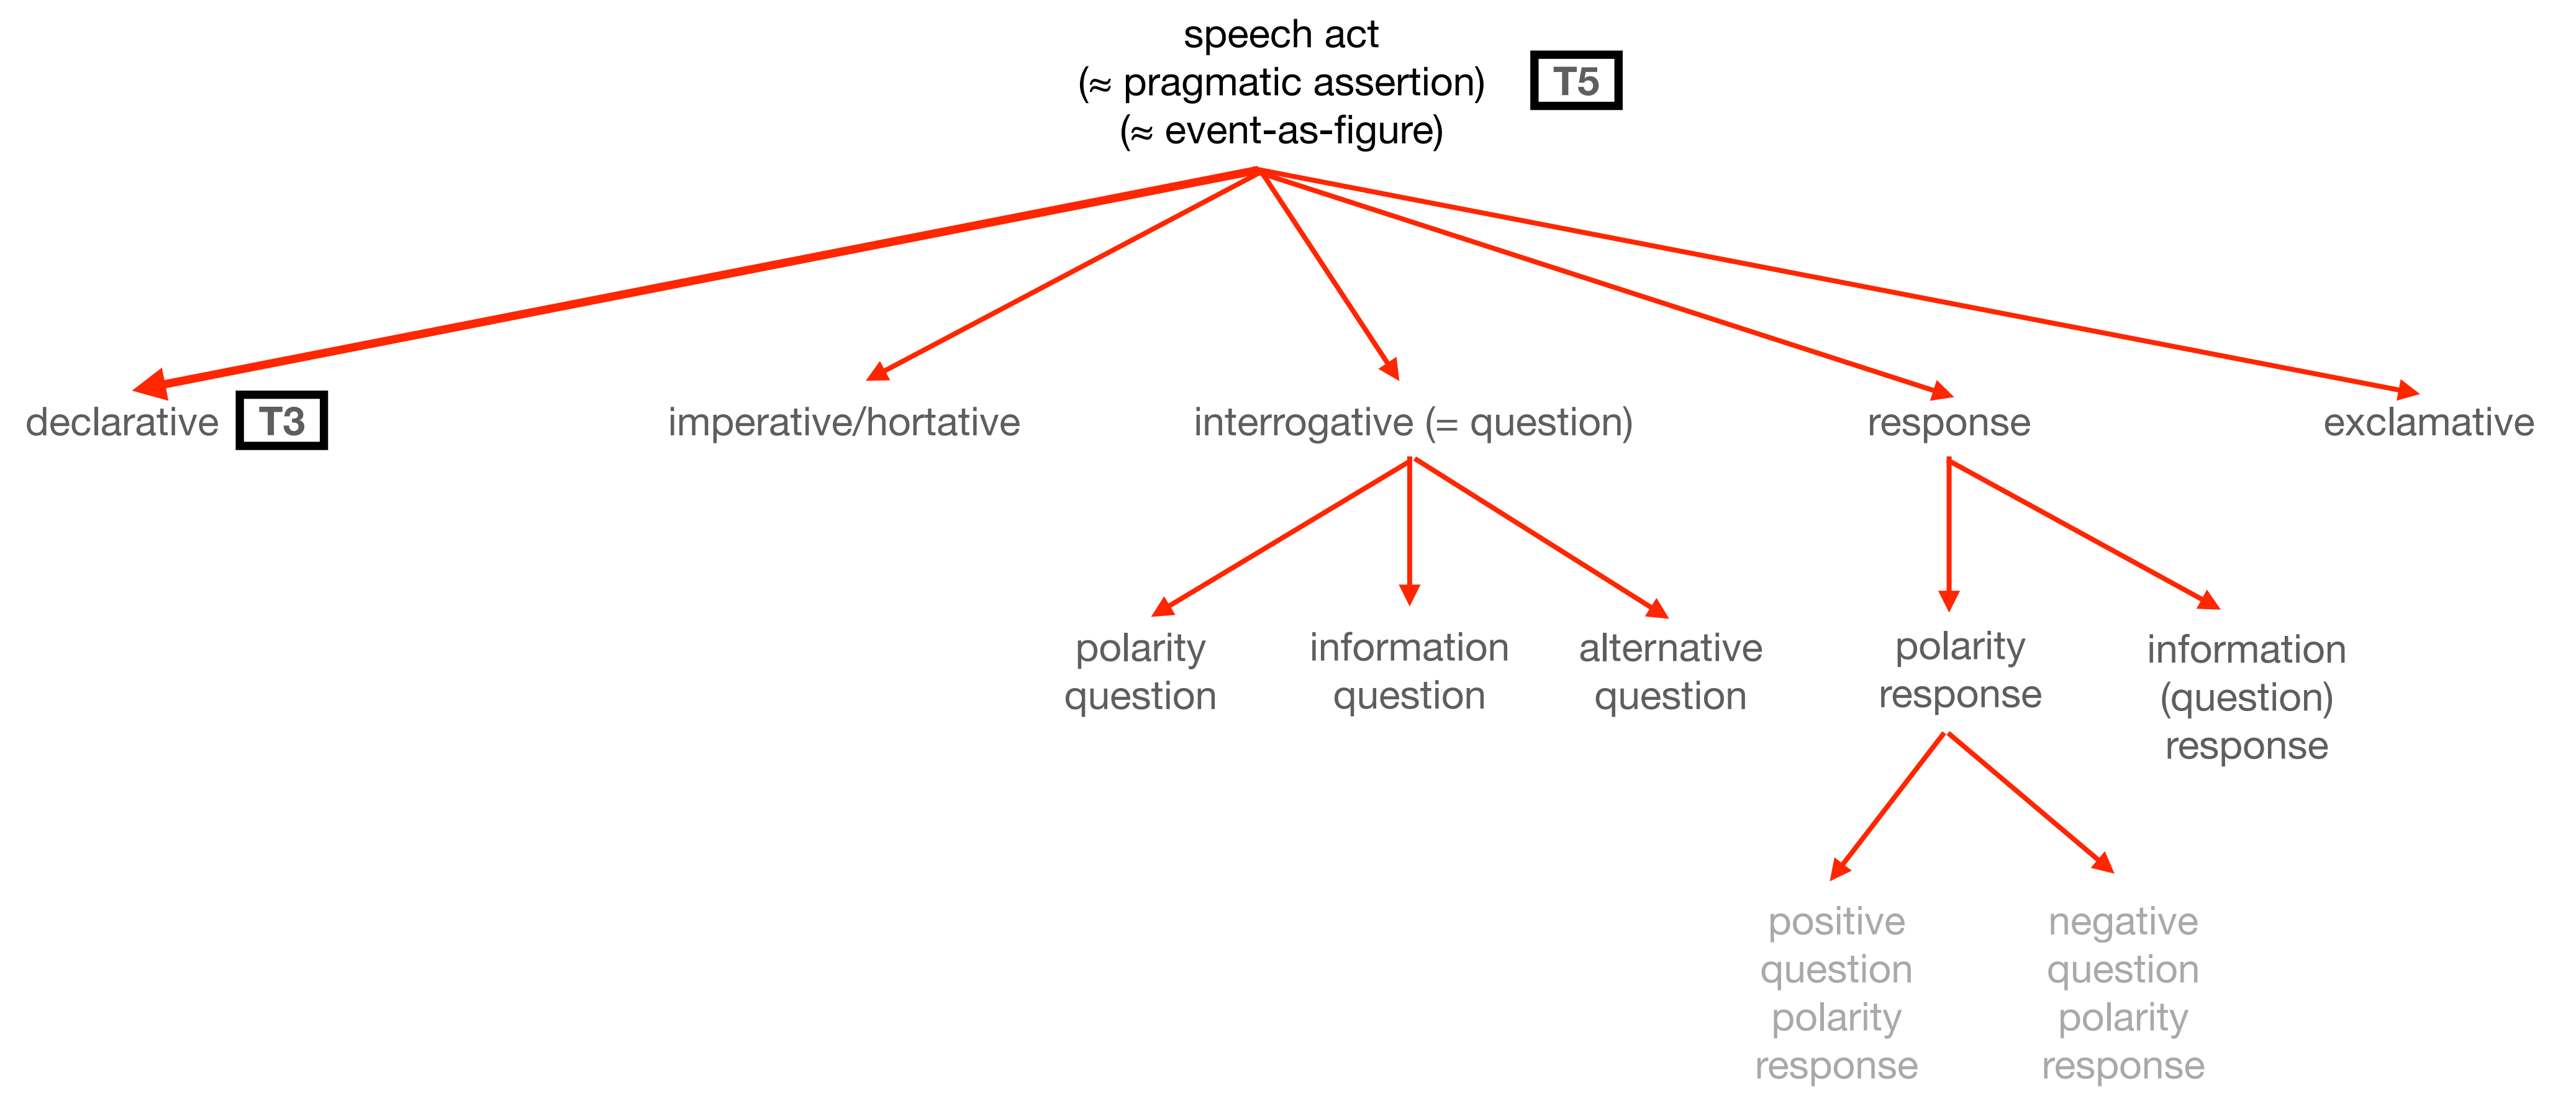 speech act
(≈ pragmatic assertion)
T5
(≈ event-as-figure)
declarative
T3
imperative/hortative
interrogative (= question)
response
exclamative
polarity
question
information
question
alternative
question
polarity
response
information
(question)
response
positive
question
polarity
response
negative
question
polarity
response